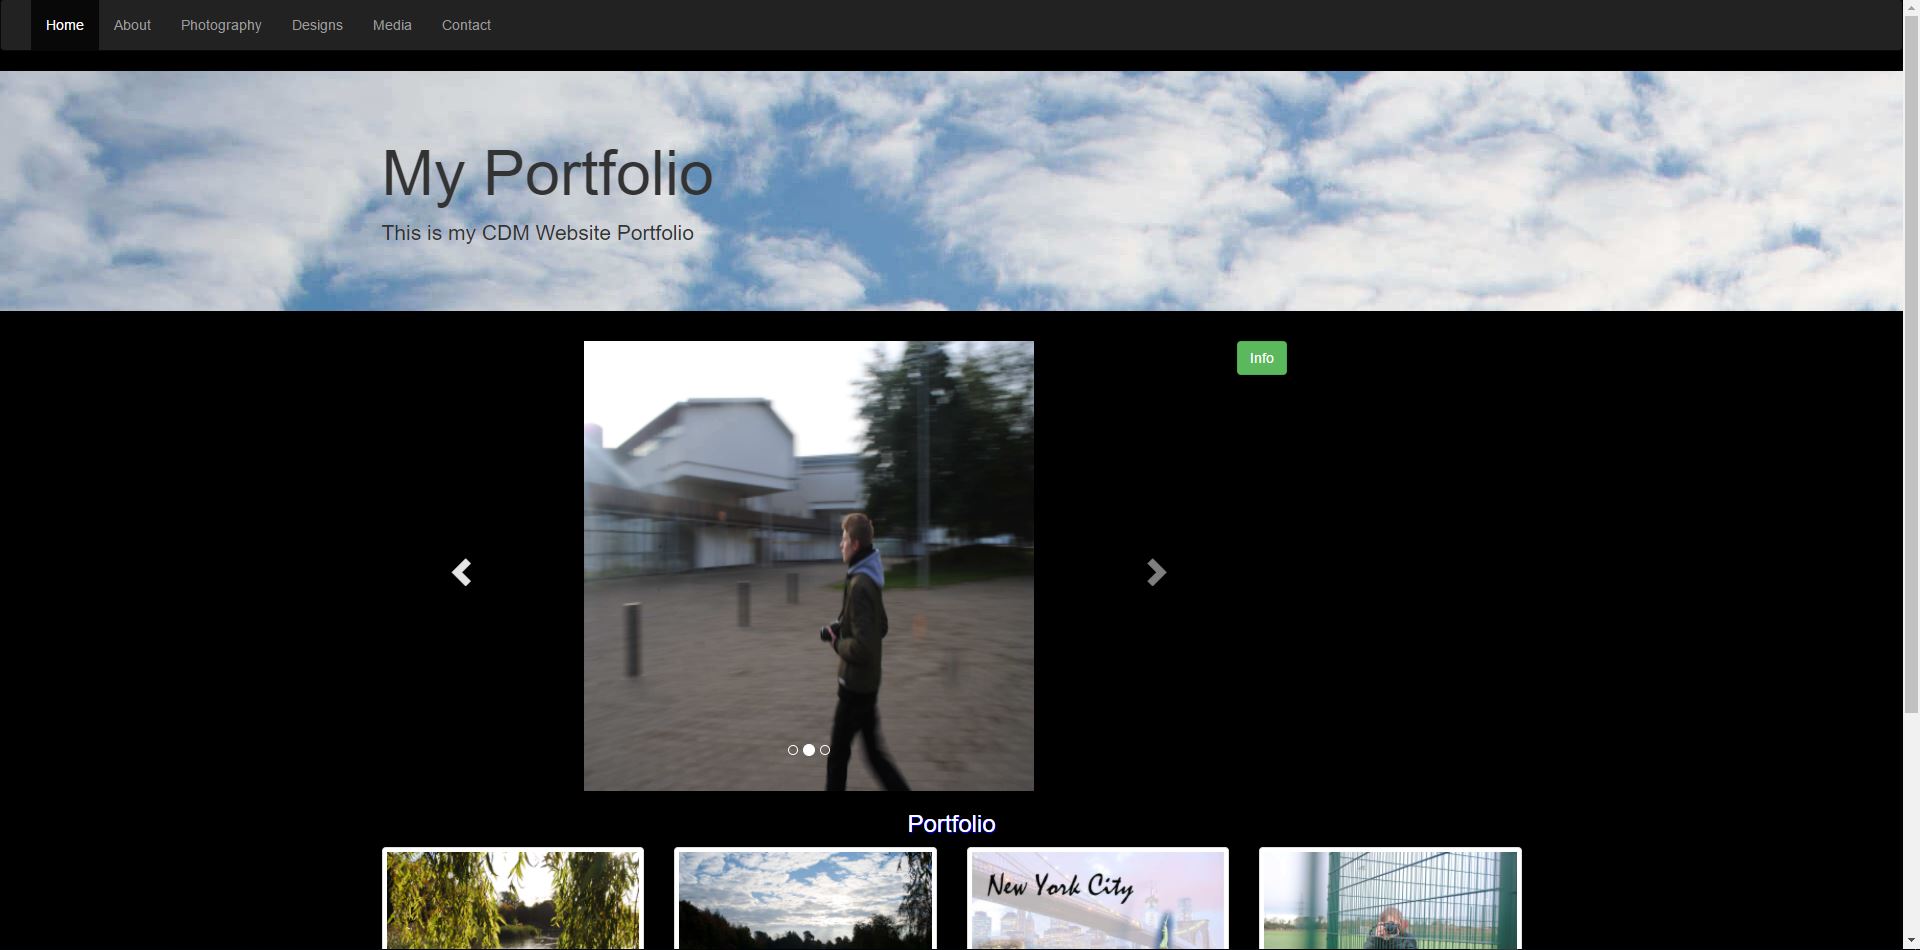 Home About Photography Designs Media Contact
My Portfolio
This is my CDM Website Portfolio
Info
Portfolio
New York City